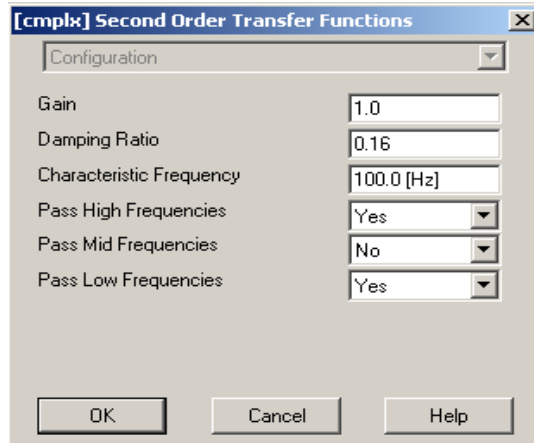 [cmplx] Second Order Transfer Functions
Configuration
Gain 1.0
Damping Ratio 0.16
Characteristic Frequency 100.0 [Hz]
Pass High Frequencies Yes
Pass Mid Frequencies No
Pass Low Frequencies Yes
OK Cancel Help